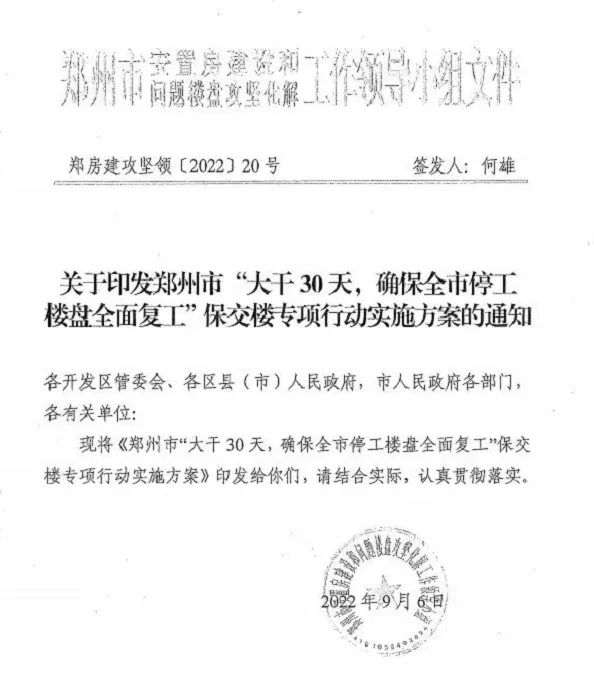 郑州市安置房建设和问题楼盘攻坚化解工作领导小组文件
郑房建攻坚领〔2022〕20号 签发人：何雄
关于印发郑州市“大干30天，确保全市停工
楼盘全面复工”保交楼专项行动实施方案的通知
各开发区管委会、各区县（市）人民政府，市人民政府各部门，
各有关单位：
现将《郑州市“大干30天，确保全市停工楼盘全面复工”保交
楼专项行动实施方案》印发给你们，请结合实际，认真贯彻落实。
2022年9月6日